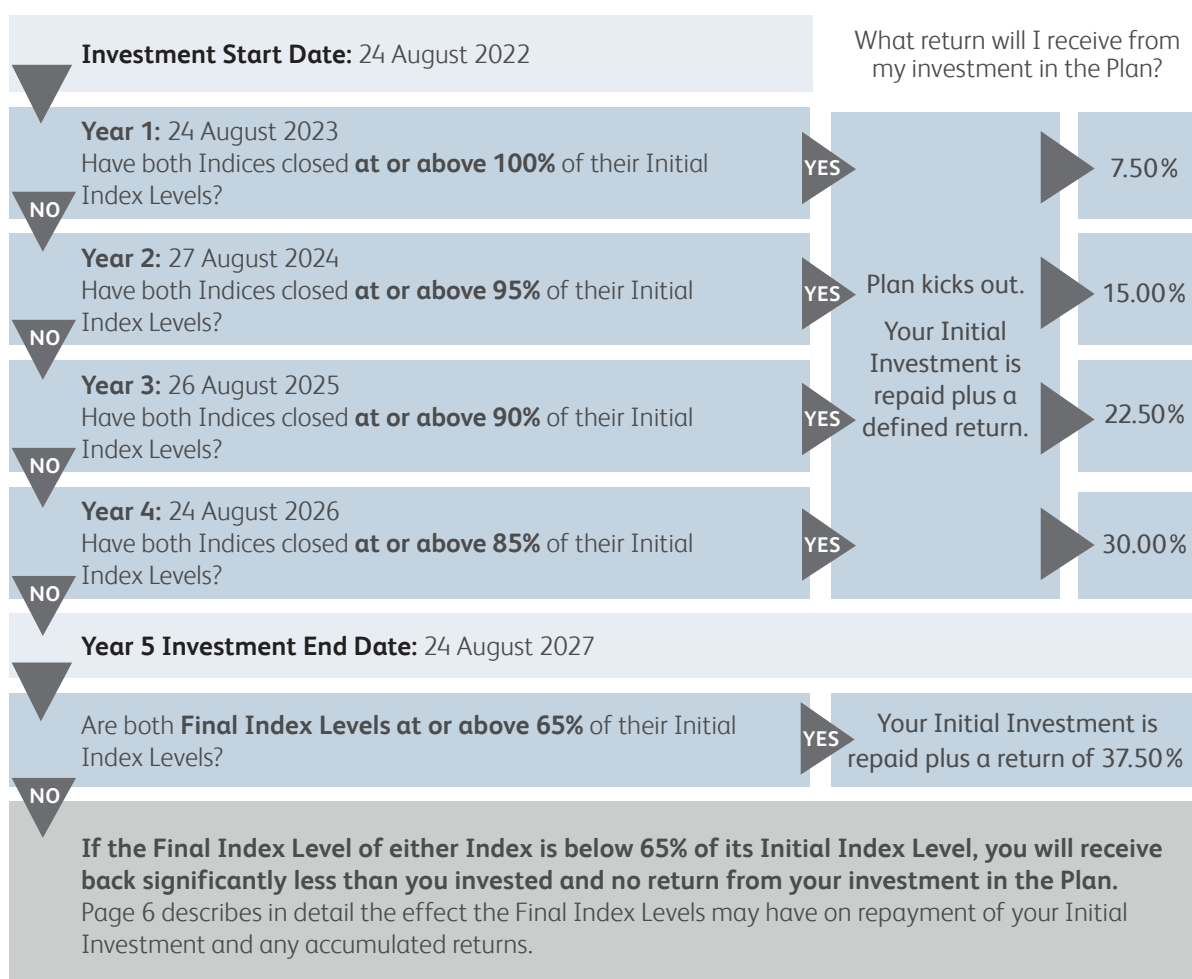 Investment Start Date: 24 August 2022
What return will I receive from
my investment in the Plan?
Year 1: 24 August 2023
Have both Indices closed at or above 100% of their Initial
Index Levels?
YES
7.50%
NO
Year 2: 27 August 2024
Have both Indices closed at or above 95% of their Initial
Index Levels?
YES
Plan kicks out.
Your Initial
Investment is
repaid plus a
defined return.
15.00%
NO
Year 3: 26 August 2025
Have both Indices closed at or above 90% of their Initial
Index Levels?
YES
22.50%
NO
Year 4: 24 August 2026
Have both Indices closed at or above 85% of their Initial
Index Levels?
YES
30.00%
NO
Year 5 Investment End Date: 24 August 2027
Are both Final Index Levels at or above 65% of their Initial
Index Levels?
YES
Your Initial Investment is
repaid plus a return of 37.50%
NO
If the Final Index Level of either Index is below 65% of its Initial Index Level, you will receive
back significantly less than you invested and no return from your investment in the Plan.
Page 6 describes in detail the effect the Final Index Levels may have on repayment of your Initial
Investment and any accumulated returns.